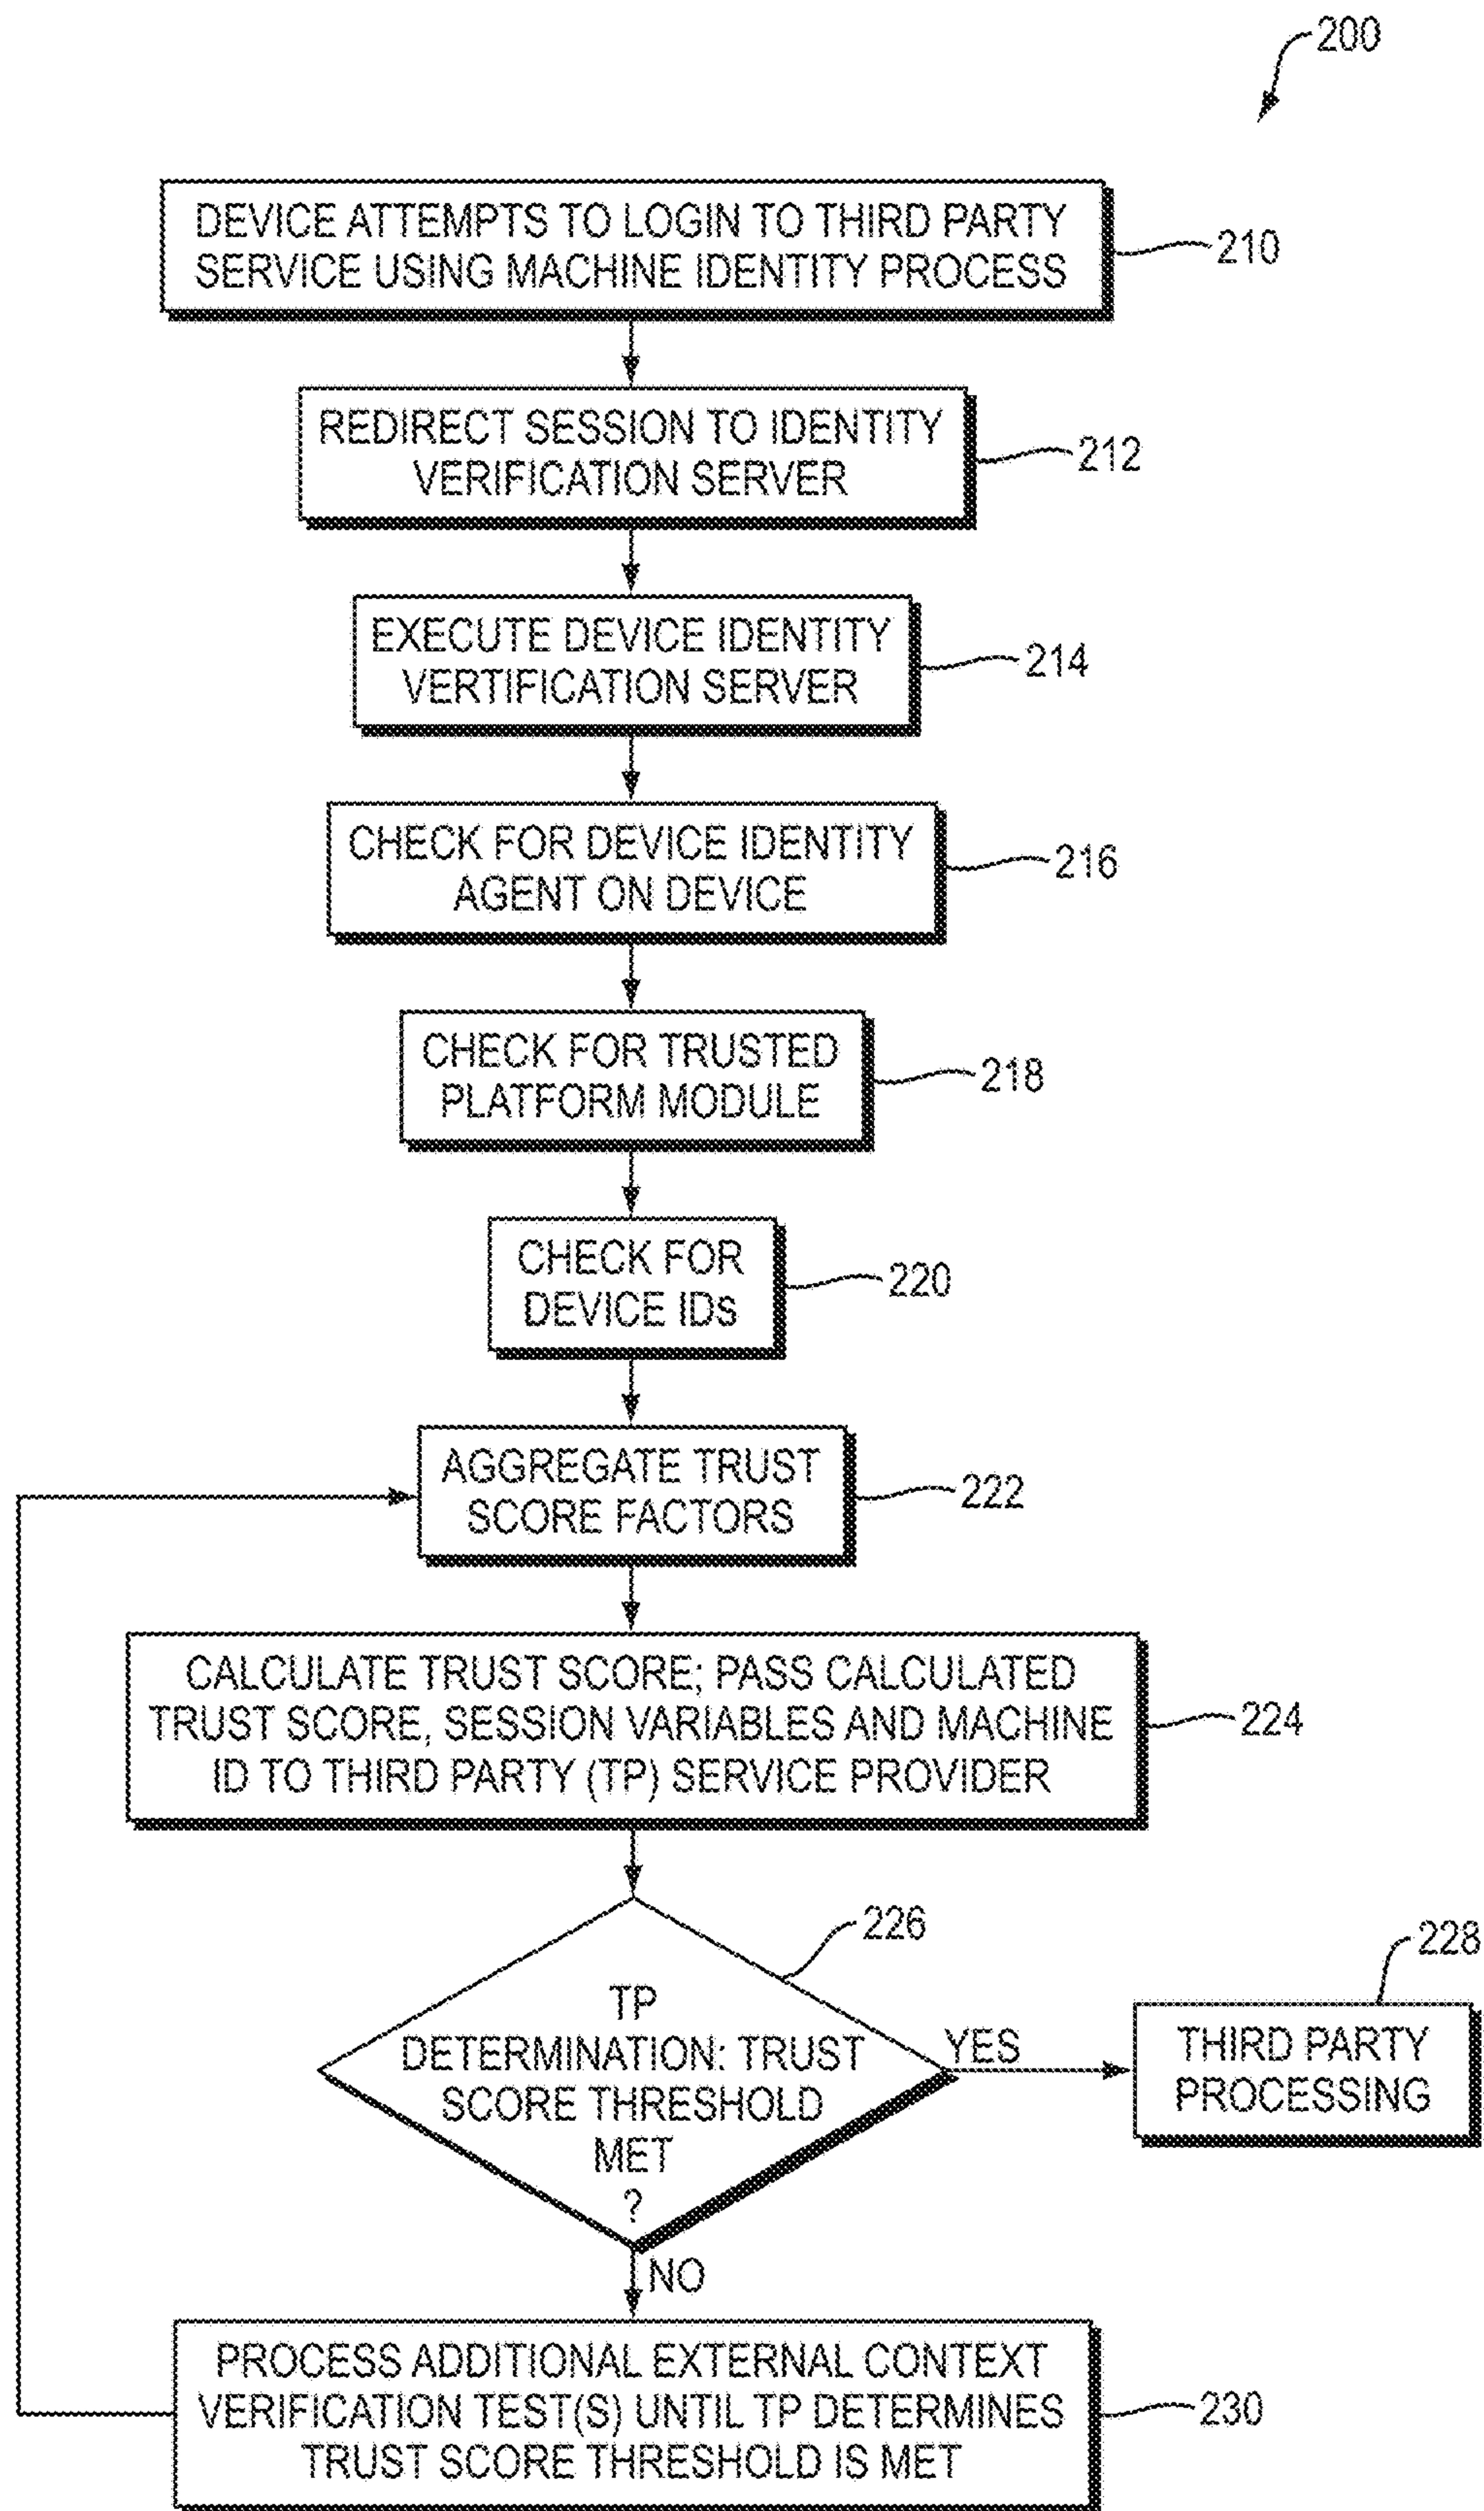 200
DEVICE ATTEMPTS TO LOGIN TO THIRD PARTY
SERVICE USING MACHINE IDENTITY PROCESS
210
REDIRECT SESSION TO IDENTITY
VERIFICATION SERVER
212
EXECUTE DEVICE IDENTITY
VERTIFICATION SERVER
214
CHECK FOR DEVICE IDENTITY
AGENT ON DEVICE
216
CHECK FOR TRUSTED
PLATFORM MODULE
218
CHECK FOR
DEVICE IDs
220
AGGREGATE TRUST
SCORE FACTORS
222
CALCULATE TRUST SCORE; PASS CALCULATED
TRUST SCORE, SESSION VARIABLES AND MACHINE
ID TO THIRD PARTY (TP) SERVICE PROVIDER
224
226
TP
DETERMINATION: TRUST
SCORE THRESHOLD
MET
?
YES
228
THIRD PARTY
PROCESSING
NO
PROCESS ADDITIONAL EXTERNAL CONTEXT
VERIFICATION TEST(S) UNTIL TP DETERMINES
TRUST SCORE THRESHOLD IS MET
230